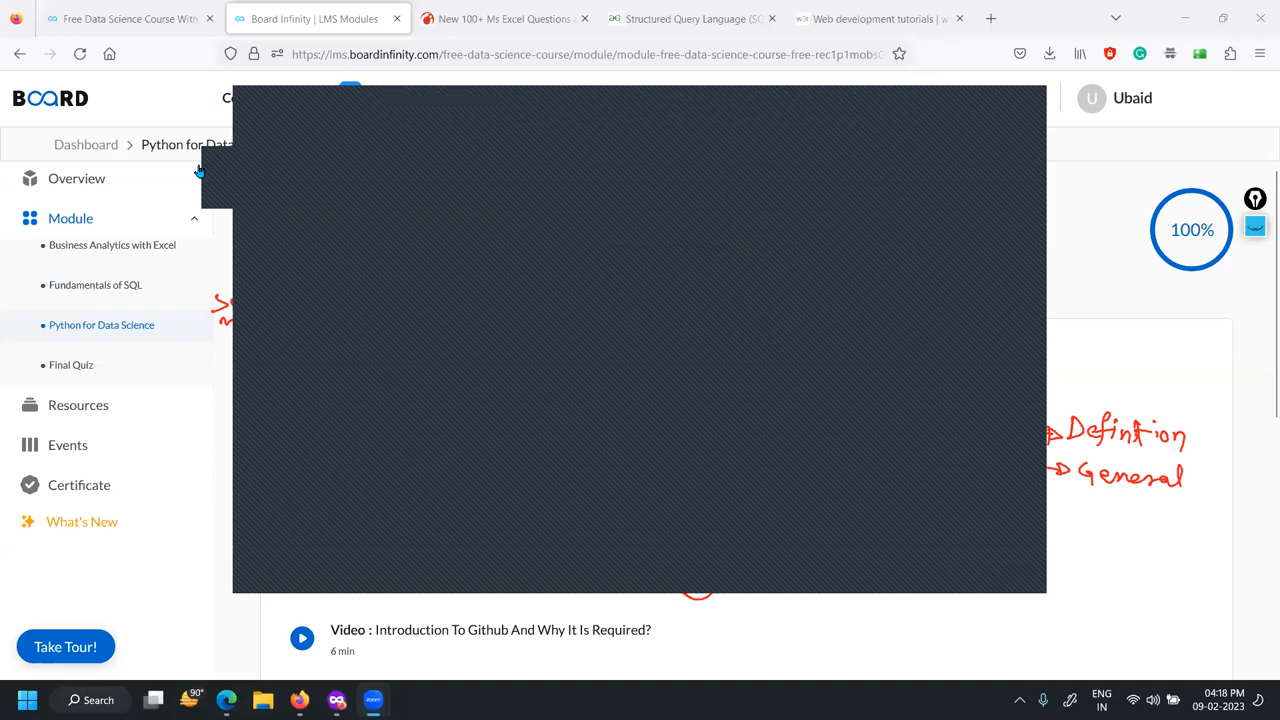 Free Data Science Course With
Board Infinity | LMS Modules
New 100+ Ms Excel Questions
Structured Query Language (SQ
Web development tutorials | w
https://lms.boardinfinity.com/free-data-science-course/module/module-free-data-science-course-free-rec1p1mobs
BOARD
U
Ubaid
Dashboard
Python for Data
Overview
Module
100%
• Business Analytics with Excel
• Fundamentals of SQL
• Python for Data Science
• Final Quiz
Resources
Events
Certificate
What's New
Defintion
General
Video : Introduction To Github And Why It Is Required?
6 min
Take Tour!
Search
90°
zoom
ENG
IN
04:18 PM
09-02-2023